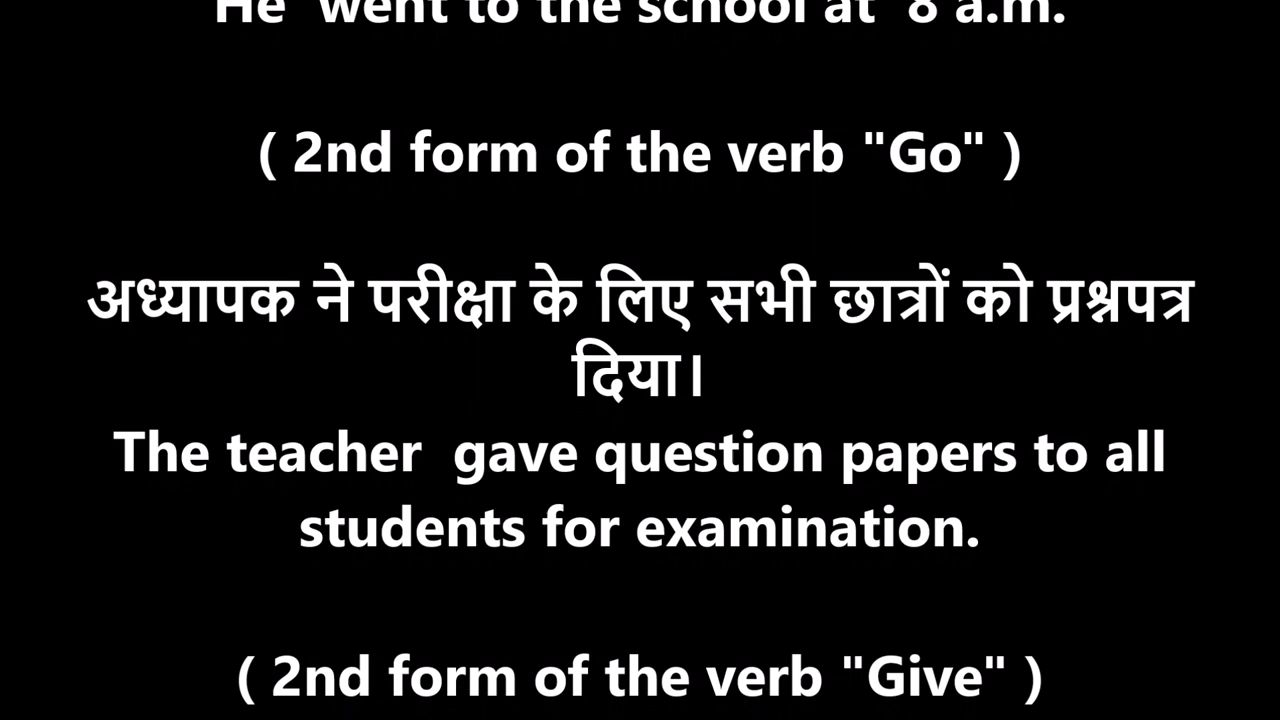 He went to the school at 8 a.m.
( 2nd form of the verb "Go" )
अध्यापक ने परीक्षा के लिए सभी छात्रों को प्रश्नपत्र
दिया।
The teacher gave question papers to all
students for examination.
( 2nd form of the verb "Give" )